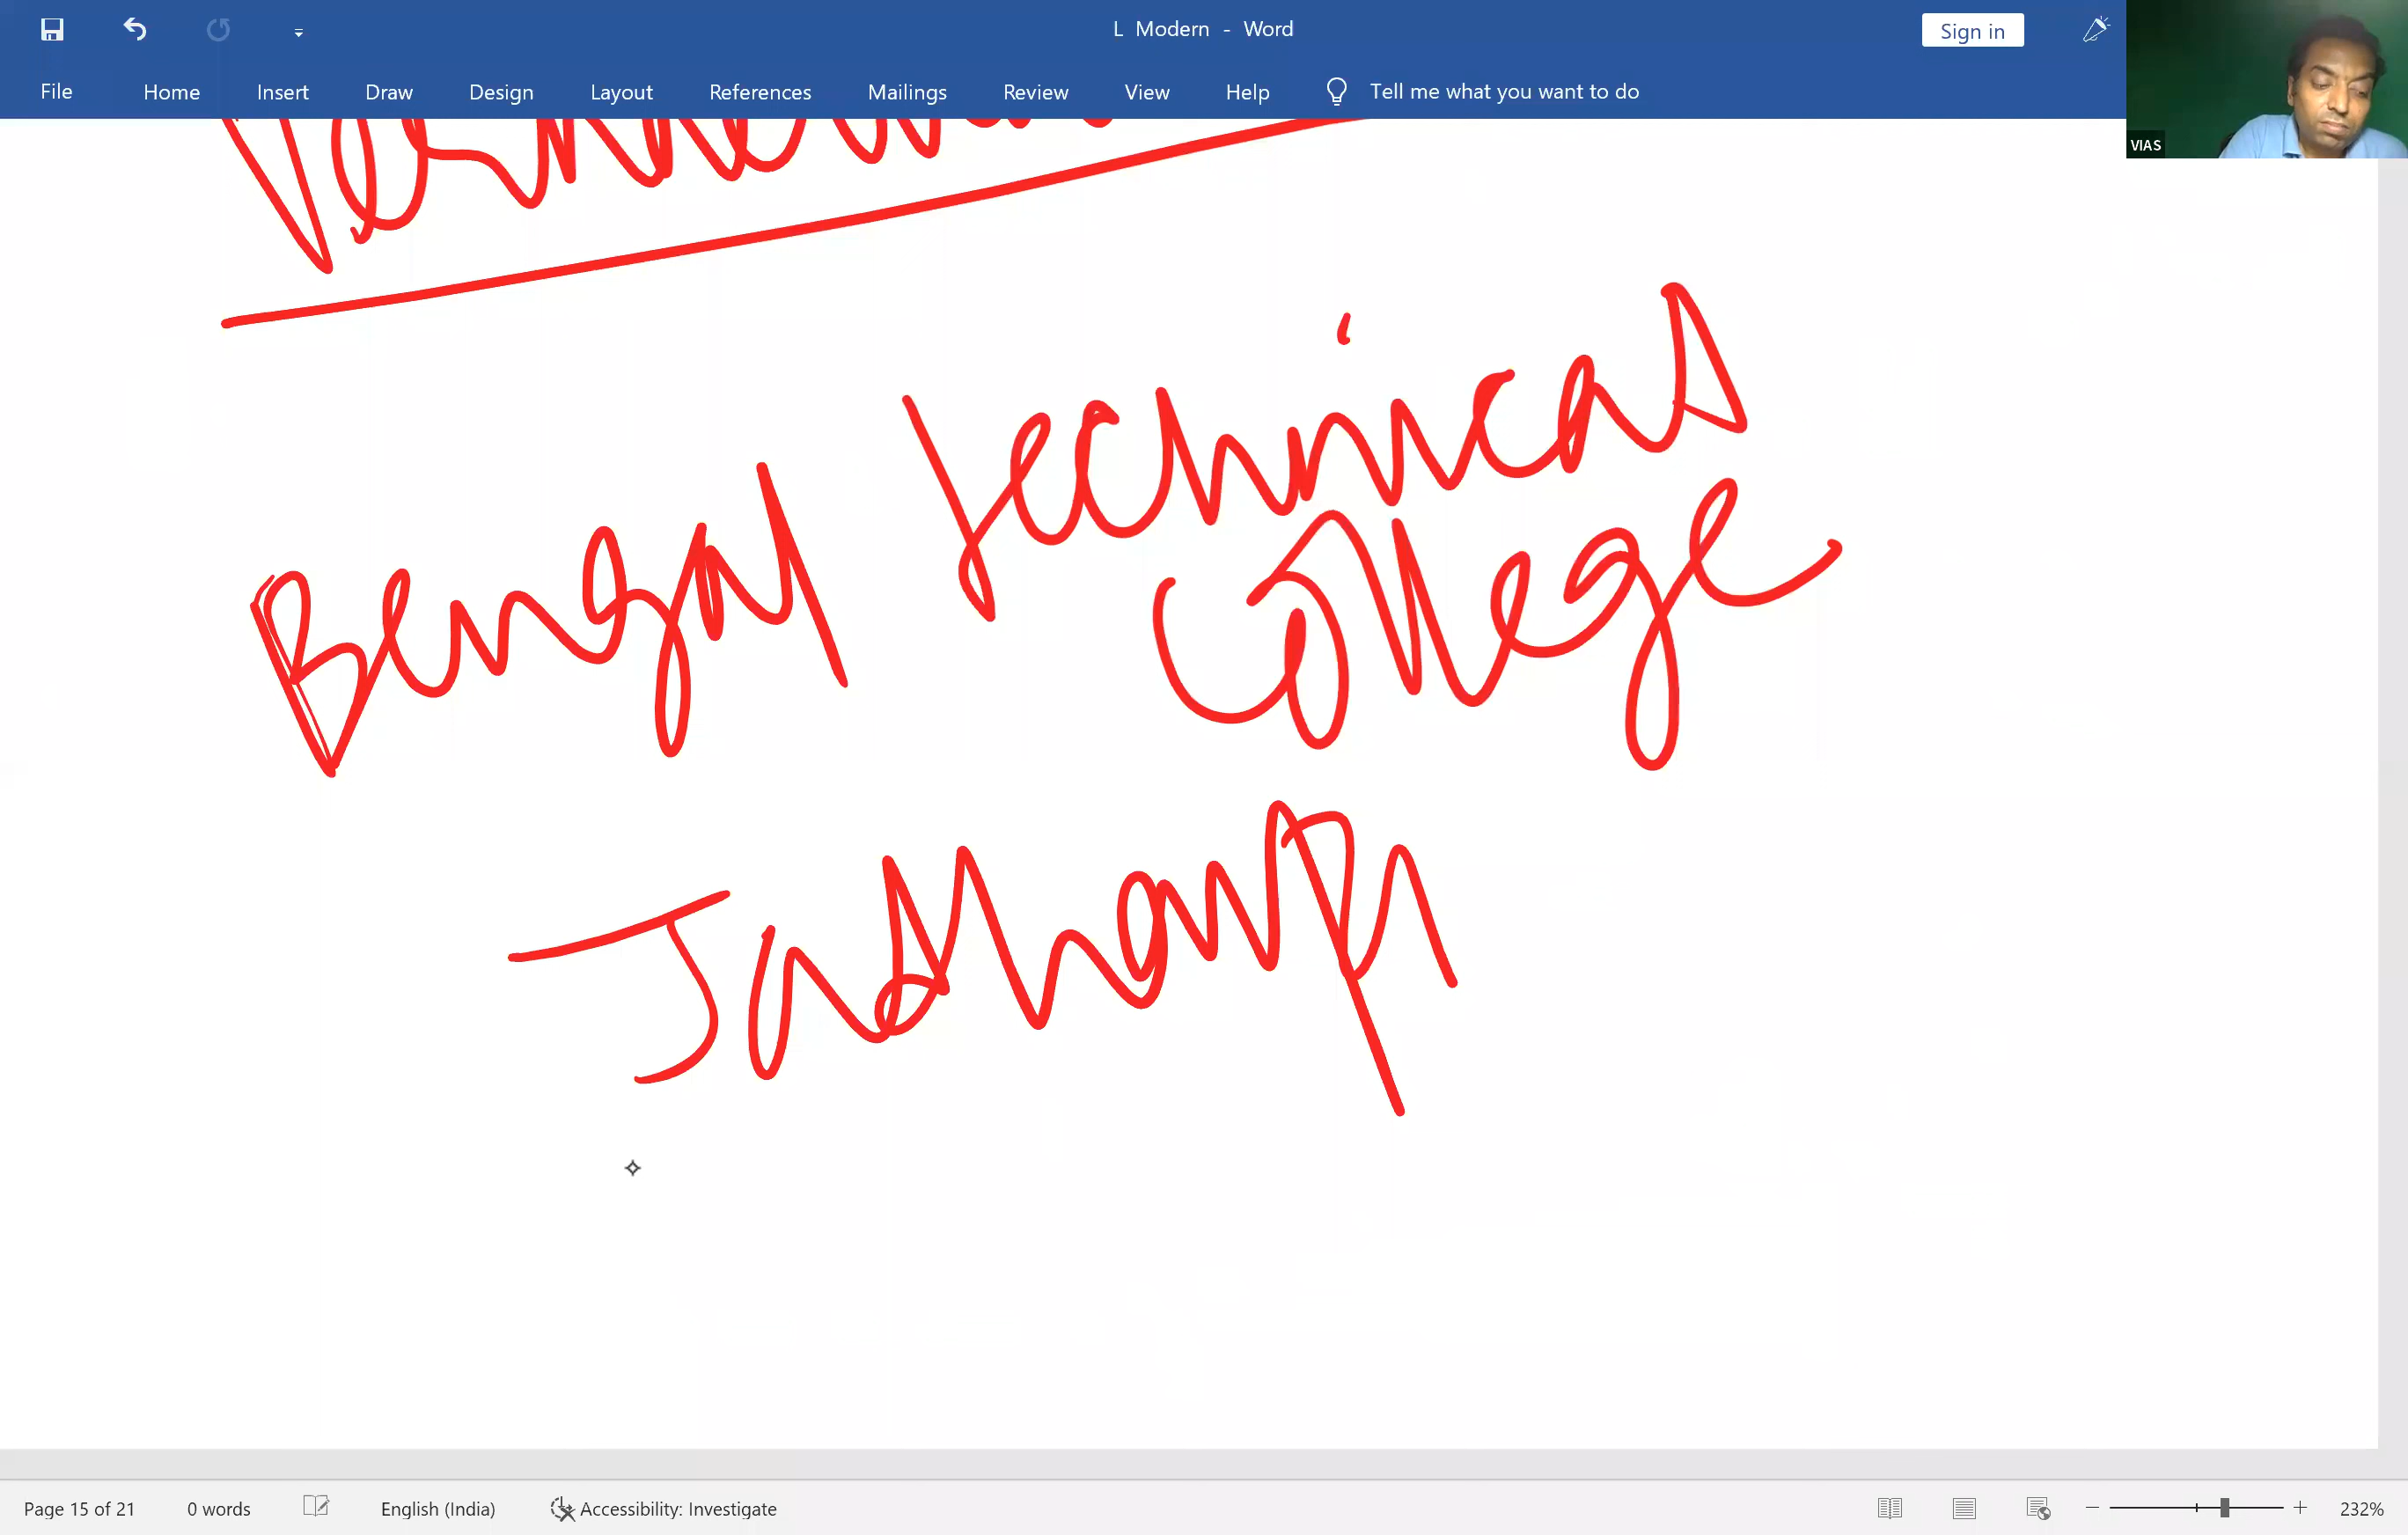 L Modern - Word
Sign in
File Home Insert Draw Design Layout References Mailings Review View Help Tell me what you want to do
VIAS
Bengal Technical
College
Page 15 of 21 0 words English (India) Accessibility: Investigate 232%